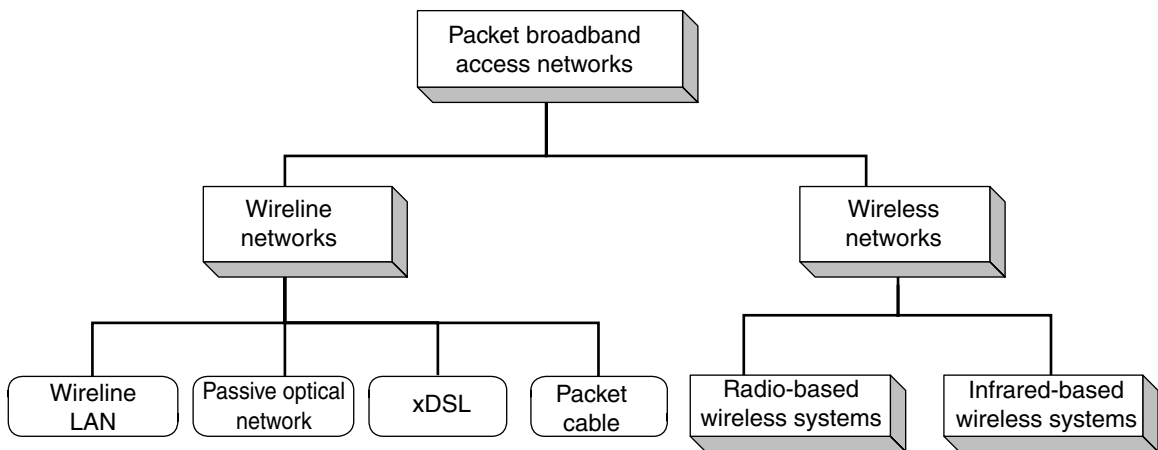 Packet broadband
access networks
Wireline
networks
Wireless
networks
Wireline
LAN
Passive optical
network
xDSL
Packet
cable
Radio-based
wireless systems
Infrared-based
wireless systems